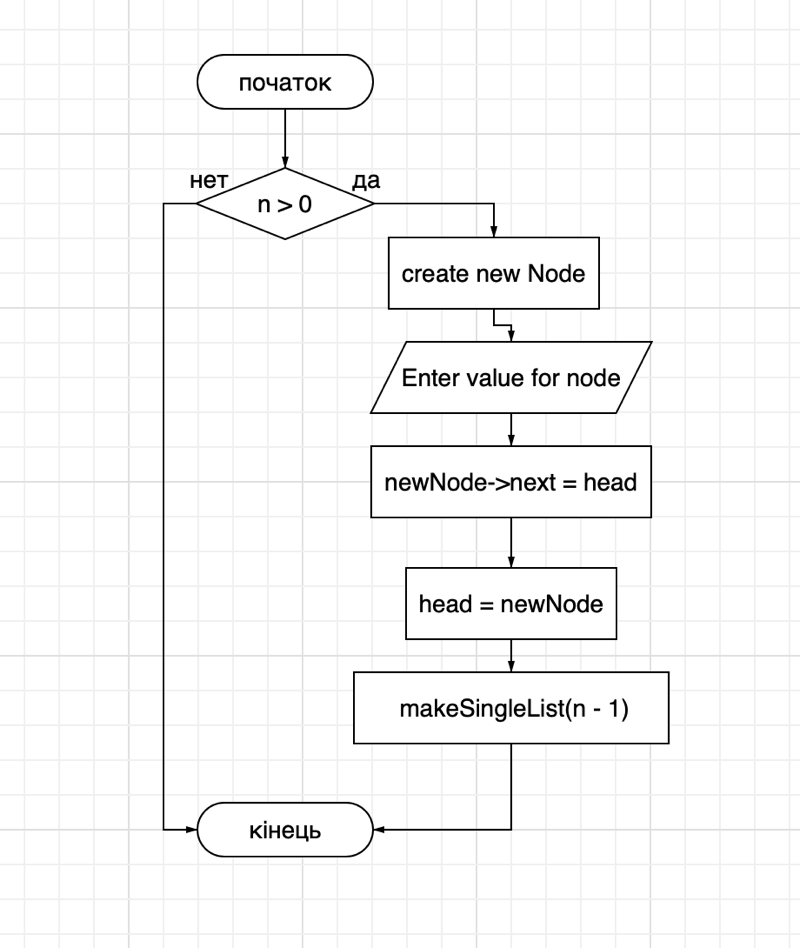 початок
нет
да
n > 0
create new Node
Enter value for node
newNode->next = head
head = newNode
makeSingleList(n - 1)
кінець